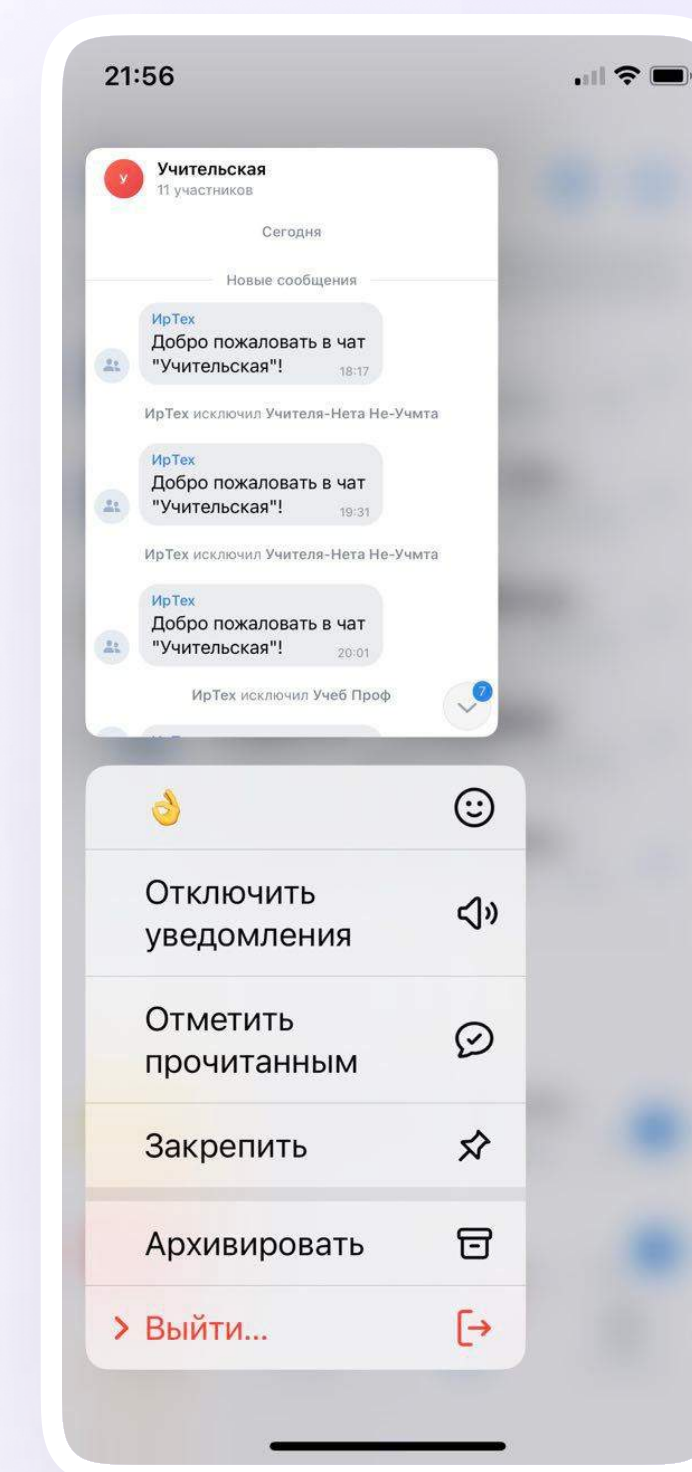 21:56
У
Учительская
11 участников
Сегодня
Новые сообщения
ИрТех
Добро пожаловать в чат
"Учительская"!
18:17
ИрТех исключил Учителя-Нета Не-Учмта
ИрТех
Добро пожаловать в чат
"Учительская"!
19:31
ИрТех исключил Учителя-Нета Не-Учмта
ИрТех
Добро пожаловать в чат
"Учительская"!
20:01
ИрТех исключил Учеб Проф
7
👌
Отключить
уведомления
Отметить
прочитанным
Закрепить
Архивировать
Выйти...